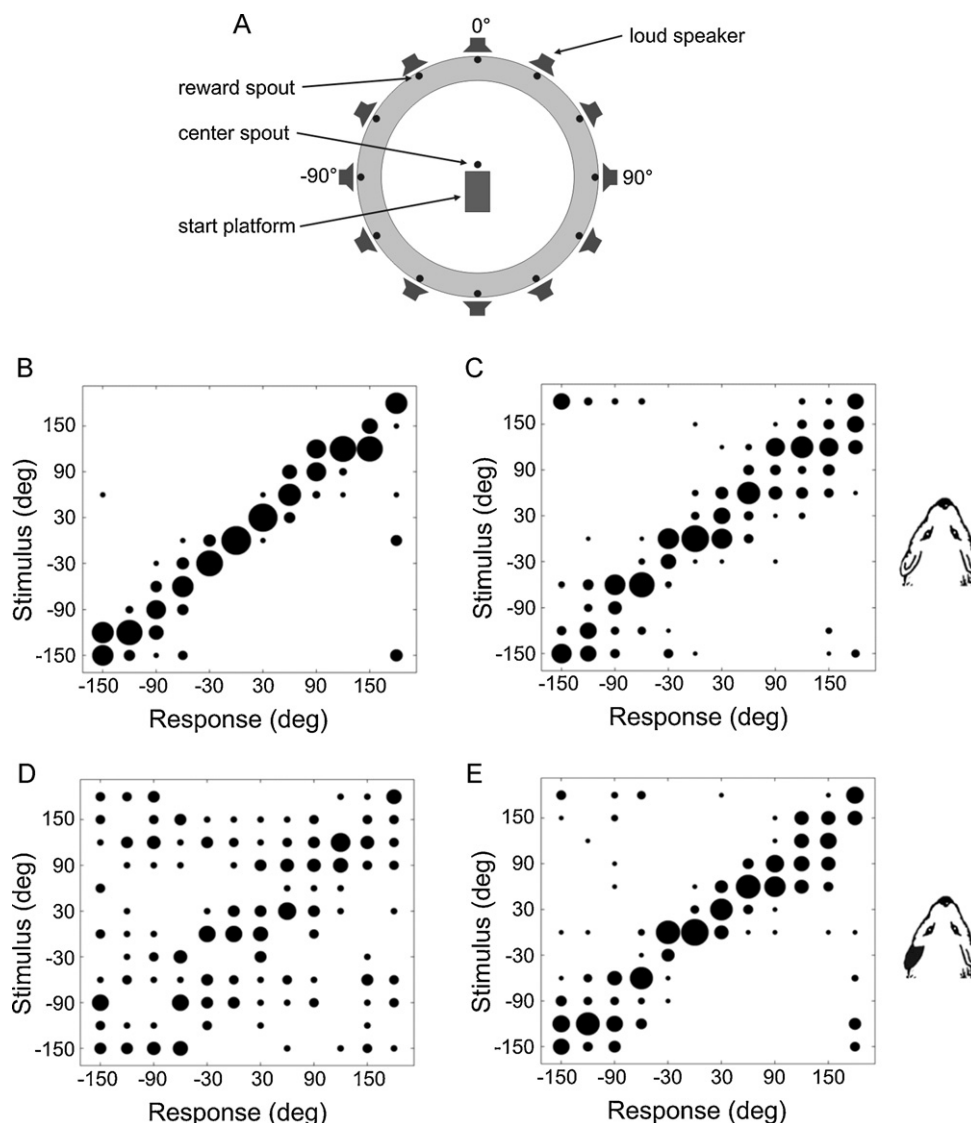 A
0°
loud speaker
reward spout
center spout
-90°
90°
start platform
B
C
150
90
30
-30
-90
-150
Stimulus (deg)
-150 -90 -30 30 90 150
Response (deg)
150
90
30
-30
-90
-150
Stimulus (deg)
-150 -90 -30 30 90 150
Response (deg)
D
E
150
90
30
-30
-90
-150
Stimulus (deg)
-150 -90 -30 30 90 150
Response (deg)
150
90
30
-30
-90
-150
Stimulus (deg)
-150 -90 -30 30 90 150
Response (deg)